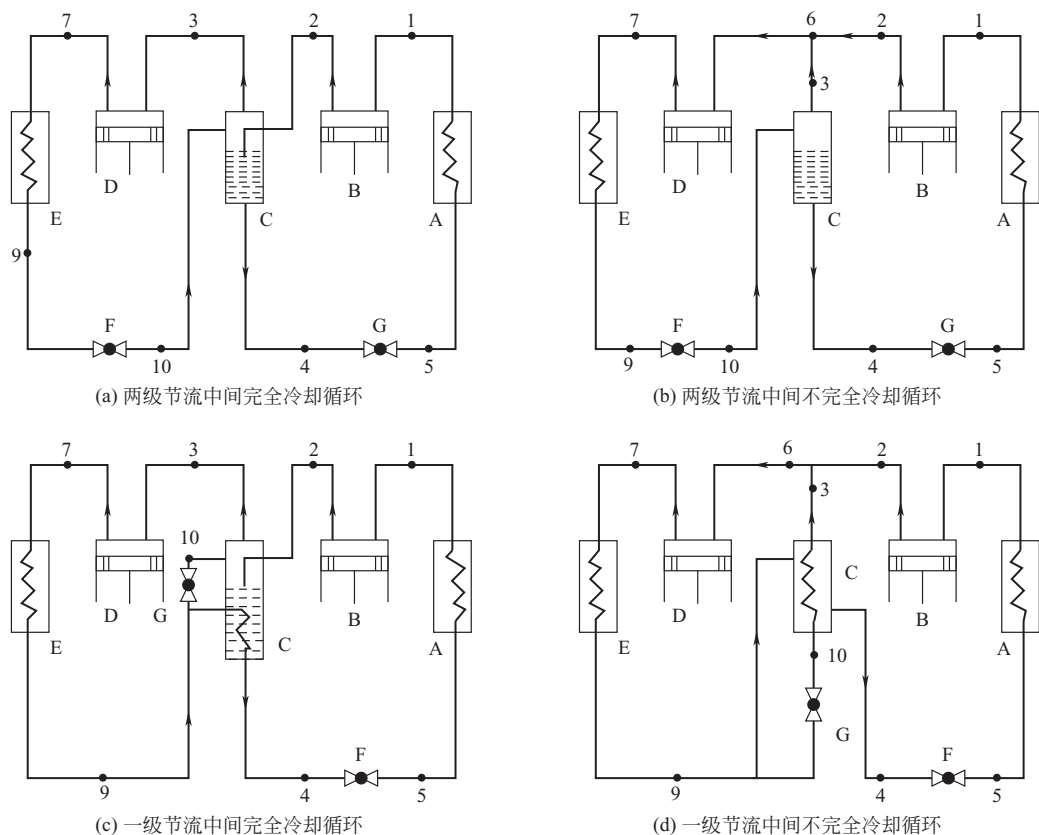 7 3 2 1
D B
E C A
9
F G
10 4 5
(a) 两级节流中间完全冷却循环
7 6 2 1
3
D B
E C A
F G
9 10 4 5
(b) 两级节流中间不完全冷却循环
7 3 2 1
10
D G B
E C A
F
9 4 5
(c) 一级节流中间完全冷却循环
7 6 2 1
3
C
D B
E A
10
G F
9 4 5
(d) 一级节流中间不完全冷却循环